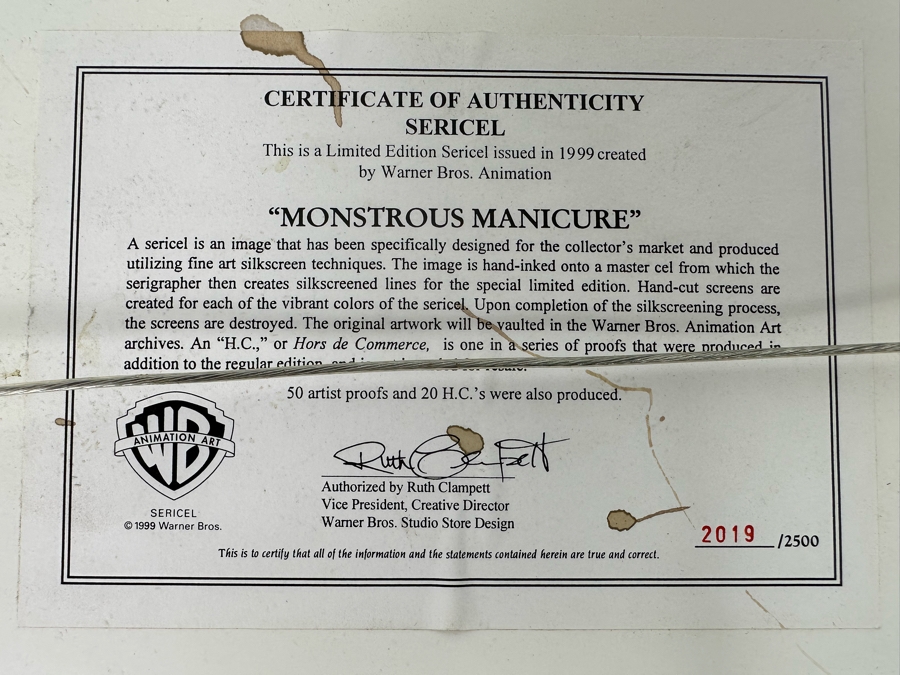 CERTIFICATE OF AUTHENTICITY
SERICEL
This is a Limited Edition Sericel issued in 1999 created
by Warner Bros. Animation
“MONSTROUS MANICURE”
A sericel is an image that has been specifically designed for the collector’s market and produced
utilizing fine art silkscreen techniques. The image is hand-inked onto a master cel from which the
serigrapher then creates silkscreened lines for the special limited edition. Hand-cut screens are
created for each of the vibrant colors of the sericel. Upon completion of the silkscreening process,
the screens are destroyed. The original artwork will be vaulted in the Warner Bros. Animation Art
archives. An “H.C.,” or Hors de Commerce, is one in a series of proofs that were produced in
addition to the regular edition, resale.
50 artist proofs and 20 H.C.’s were also produced.
WB
ANIMATION ART
SERICEL
© 1999 Warner Bros.
Ruth Clampett
Authorized by Ruth Clampett
Vice President, Creative Director
Warner Bros. Studio Store Design
2019 /2500
This is to certify that all of the information and the statements contained herein are true and correct.